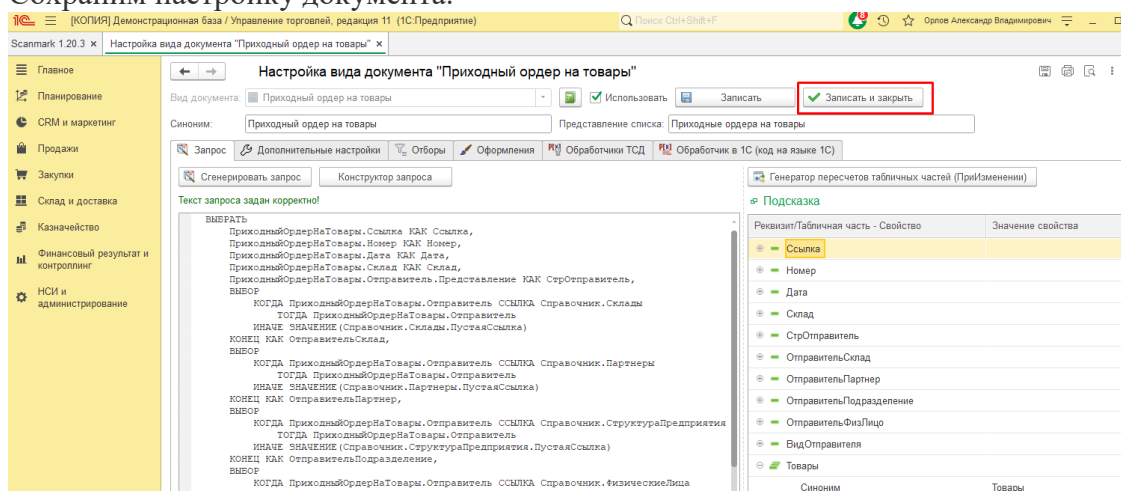 Сохраним настройку документа.
[КОПИЯ] Демонстрационная база / Управление торговлей, редакция 11 (1С:Предприятие)
Поиск Ctrl+Shift+F
8
Орлов Александр Владимирович
Scanmark 1.20.3 ×
Настройка вида документа "Приходный ордер на товары" ×
Главное
Планирование
CRM и маркетинг
Продажи
Закупки
Склад и доставка
Казначейство
Финансовый результат и контроллинг
НСИ и администрирование
Настройка вида документа "Приходный ордер на товары"
Вид документа: Приходный ордер на товары
Использовать
Записать
Записать и закрыть
Синоним: Приходный ордер на товары
Представление списка: Приходные ордера на товары
Запрос
Дополнительные настройки
Отборы
Оформления
Обработчики ТСД
Обработчик в 1С (код на языке 1С)
Сгенерировать запрос
Конструктор запроса
Текст запроса задан корректно!
ВЫБРАТЬ
ПриходныйОрдерНаТовары.Ссылка КАК Ссылка,
ПриходныйОрдерНаТовары.Номер КАК Номер,
ПриходныйОрдерНаТовары.Дата КАК Дата,
ПриходныйОрдерНаТовары.Склад КАК Склад,
ПриходныйОрдерНаТовары.Отправитель.Представление КАК СтрОтправитель,
ВЫБОР
КОГДА ПриходныйОрдерНаТовары.Отправитель ССЫЛКА Справочник.Склады
ТОГДА ПриходныйОрдерНаТовары.Отправитель
ИНАЧЕ ЗНАЧЕНИЕ(Справочник.Склады.ПустаяСсылка)
КОНЕЦ КАК ОтправительСклад,
ВЫБОР
КОГДА ПриходныйОрдерНаТовары.Отправитель ССЫЛКА Справочник.Партнеры
ТОГДА ПриходныйОрдерНаТовары.Отправитель
ИНАЧЕ ЗНАЧЕНИЕ(Справочник.Партнеры.ПустаяСсылка)
КОНЕЦ КАК ОтправительПартнер,
ВЫБОР
КОГДА ПриходныйОрдерНаТовары.Отправитель ССЫЛКА Справочник.СтруктураПредприятия
ТОГДА ПриходныйОрдерНаТовары.Отправитель
ИНАЧЕ ЗНАЧЕНИЕ(Справочник.СтруктураПредприятия.ПустаяСсылка)
КОНЕЦ КАК ОтправительПодразделение,
ВЫБОР
КОГДА ПриходныйОрдерНаТовары.Отправитель ССЫЛКА Справочник.ФизическиеЛица
Генератор пересчетов табличных частей (ПриИзменении)
Подсказка
Реквизит/Табличная часть - Свойство
Значение свойства
Ссылка
Номер
Дата
Склад
СтрОтправитель
ОтправительСклад
ОтправительПартнер
ОтправительПодразделение
ОтправительФизЛицо
ВидОтправителя
Товары
Синоним
Товары